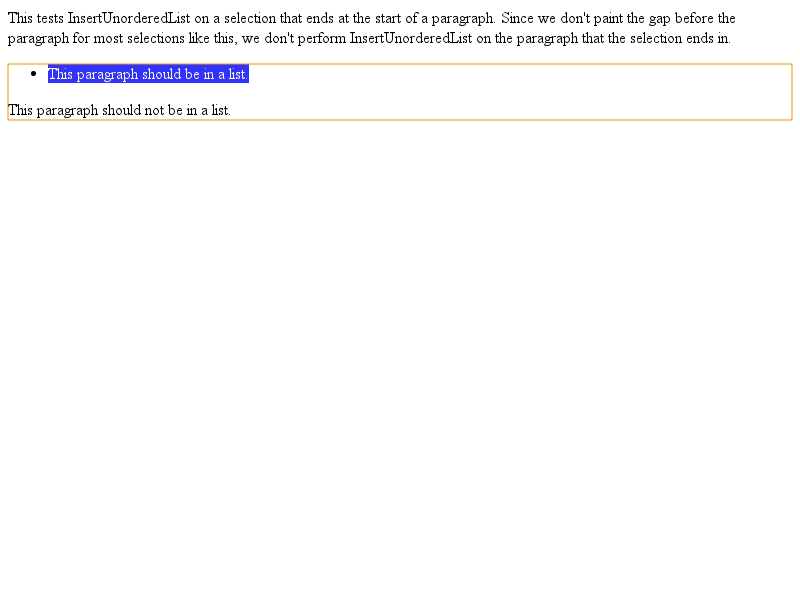 This tests InsertUnorderedList on a selection that ends at the start of a paragraph. Since we don't paint the gap before the
paragraph for most selections like this, we don't perform InsertUnorderedList on the paragraph that the selection ends in.
• This paragraph should be in a list.
This paragraph should not be in a list.